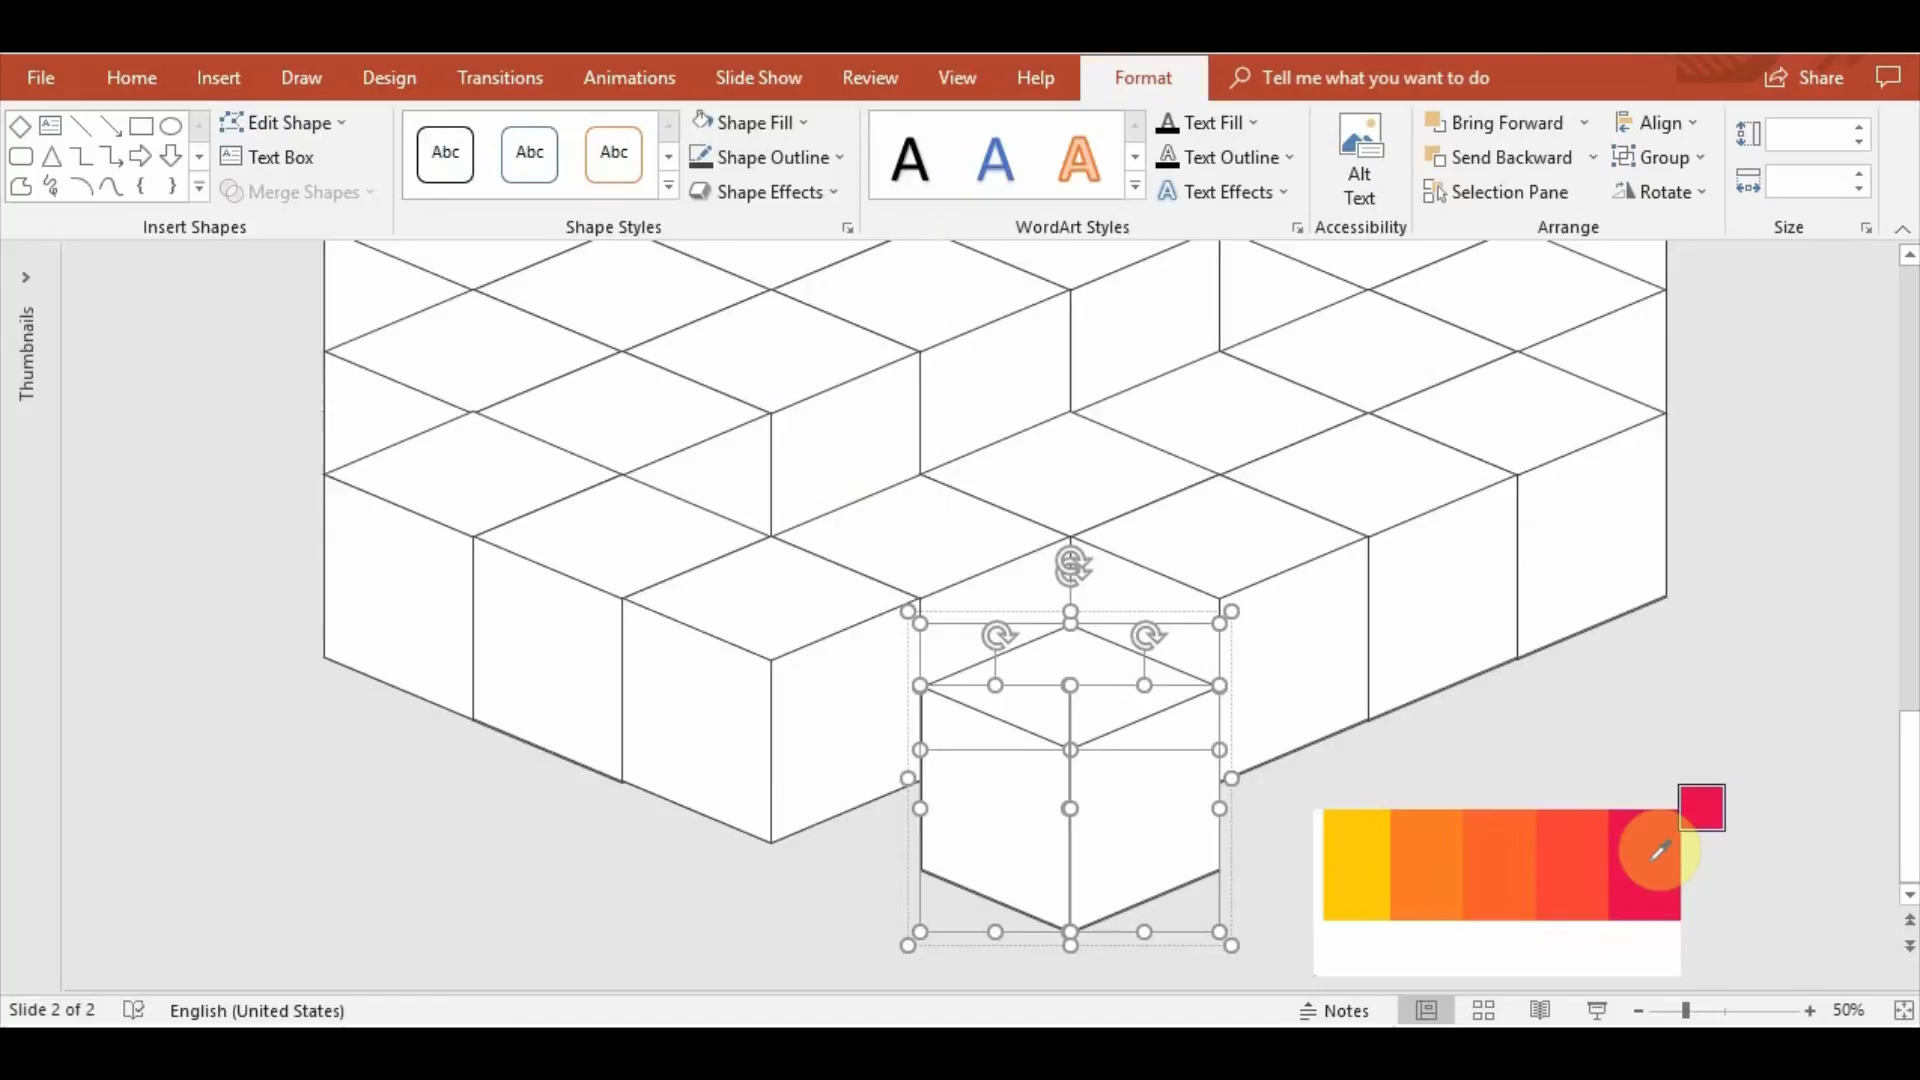 File Home Insert Draw Design Transitions Animations Slide Show Review View Help Format Tell me what you want to do Share
Edit Shape
Text Box
Merge Shapes
Insert Shapes
Abc Abc Abc
Shape Fill
Shape Outline
Shape Effects
Shape Styles
A A A
Text Fill
Text Outline
Text Effects
WordArt Styles
Alt
Text
Accessibility
Bring Forward
Send Backward
Selection Pane
Align
Group
Rotate
Arrange
Size
Thumbnails
Slide 2 of 2 English (United States) Notes 50%